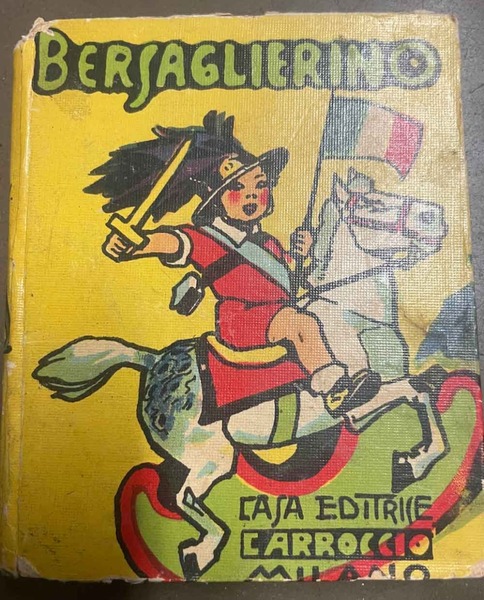 BERSAGLIERINO
CASA EDITRICE
CARROCCIO
MILANO